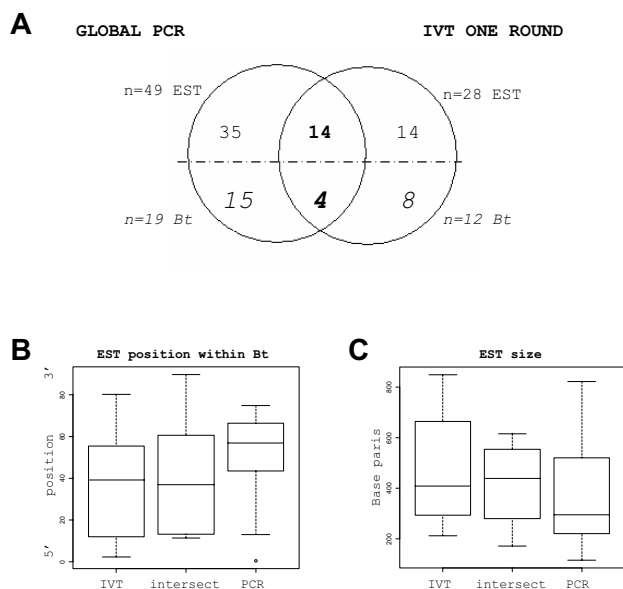 A
GLOBAL PCR IVT ONE ROUND
n=49 EST n=28 EST
35 14 14
15 4 8
n=19 Bt n=12 Bt
B
EST position within Bt
3’
80
60
40
20
0
5’
position
IVT intersect PCR
C
EST size
800
600
400
200
Base paris
IVT intersect PCR